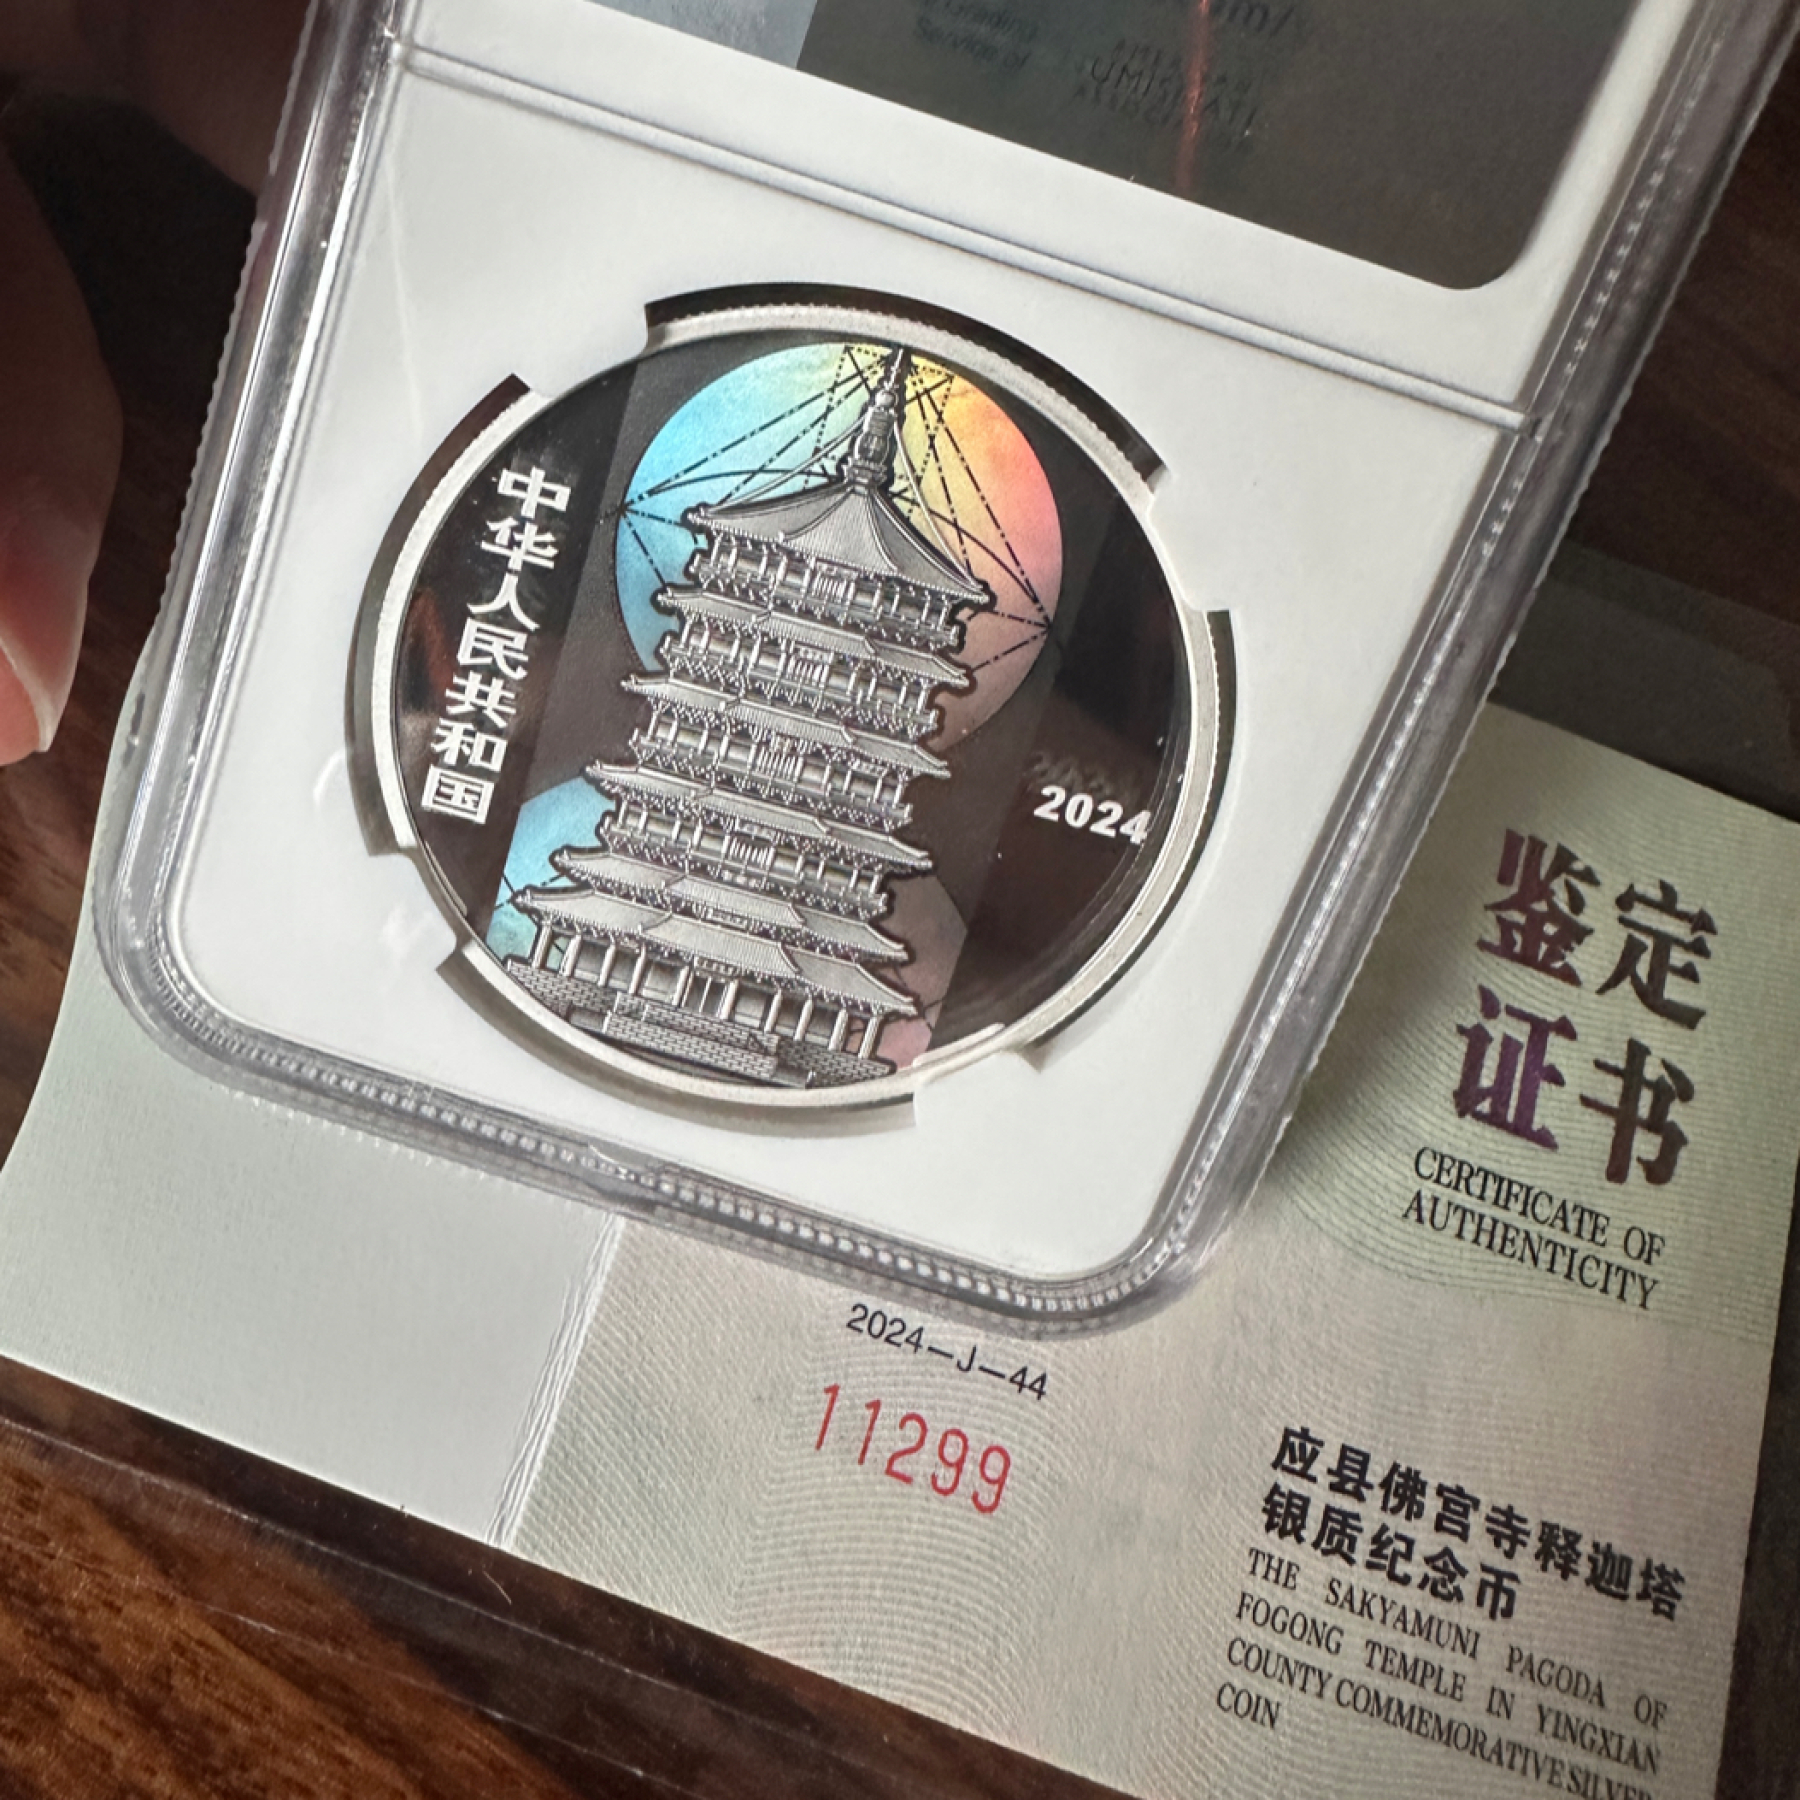 中华人民共和国
2024
鉴定
证书
CERTIFICATE OF
AUTHENTICITY
2024-J-44
11299
应县佛宫寺释迦塔
银质纪念币
THE SAKYAMUNI PAGODA OF
FOGONG TEMPLE IN YINGXIAN
COUNTY COMMEMORATIVE SILVER
COIN